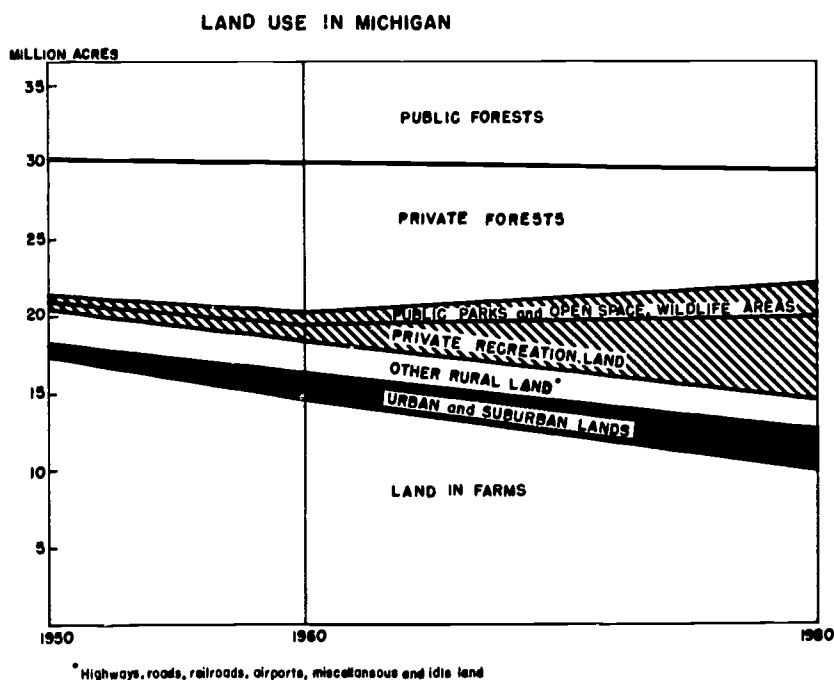 LAND USE IN MICHIGAN
MILLION ACRES
35
PUBLIC FORESTS
30
PRIVATE FORESTS
25
20
PUBLIC PARKS and OPEN SPACE, WILDLIFE AREAS
PRIVATE RECREATION LAND
OTHER RURAL LAND*
15
URBAN and SUBURBAN LANDS
10
LAND IN FARMS
5
1950
1960
1980
* Highways, roads, railroads, airports, miscellaneous and idle land